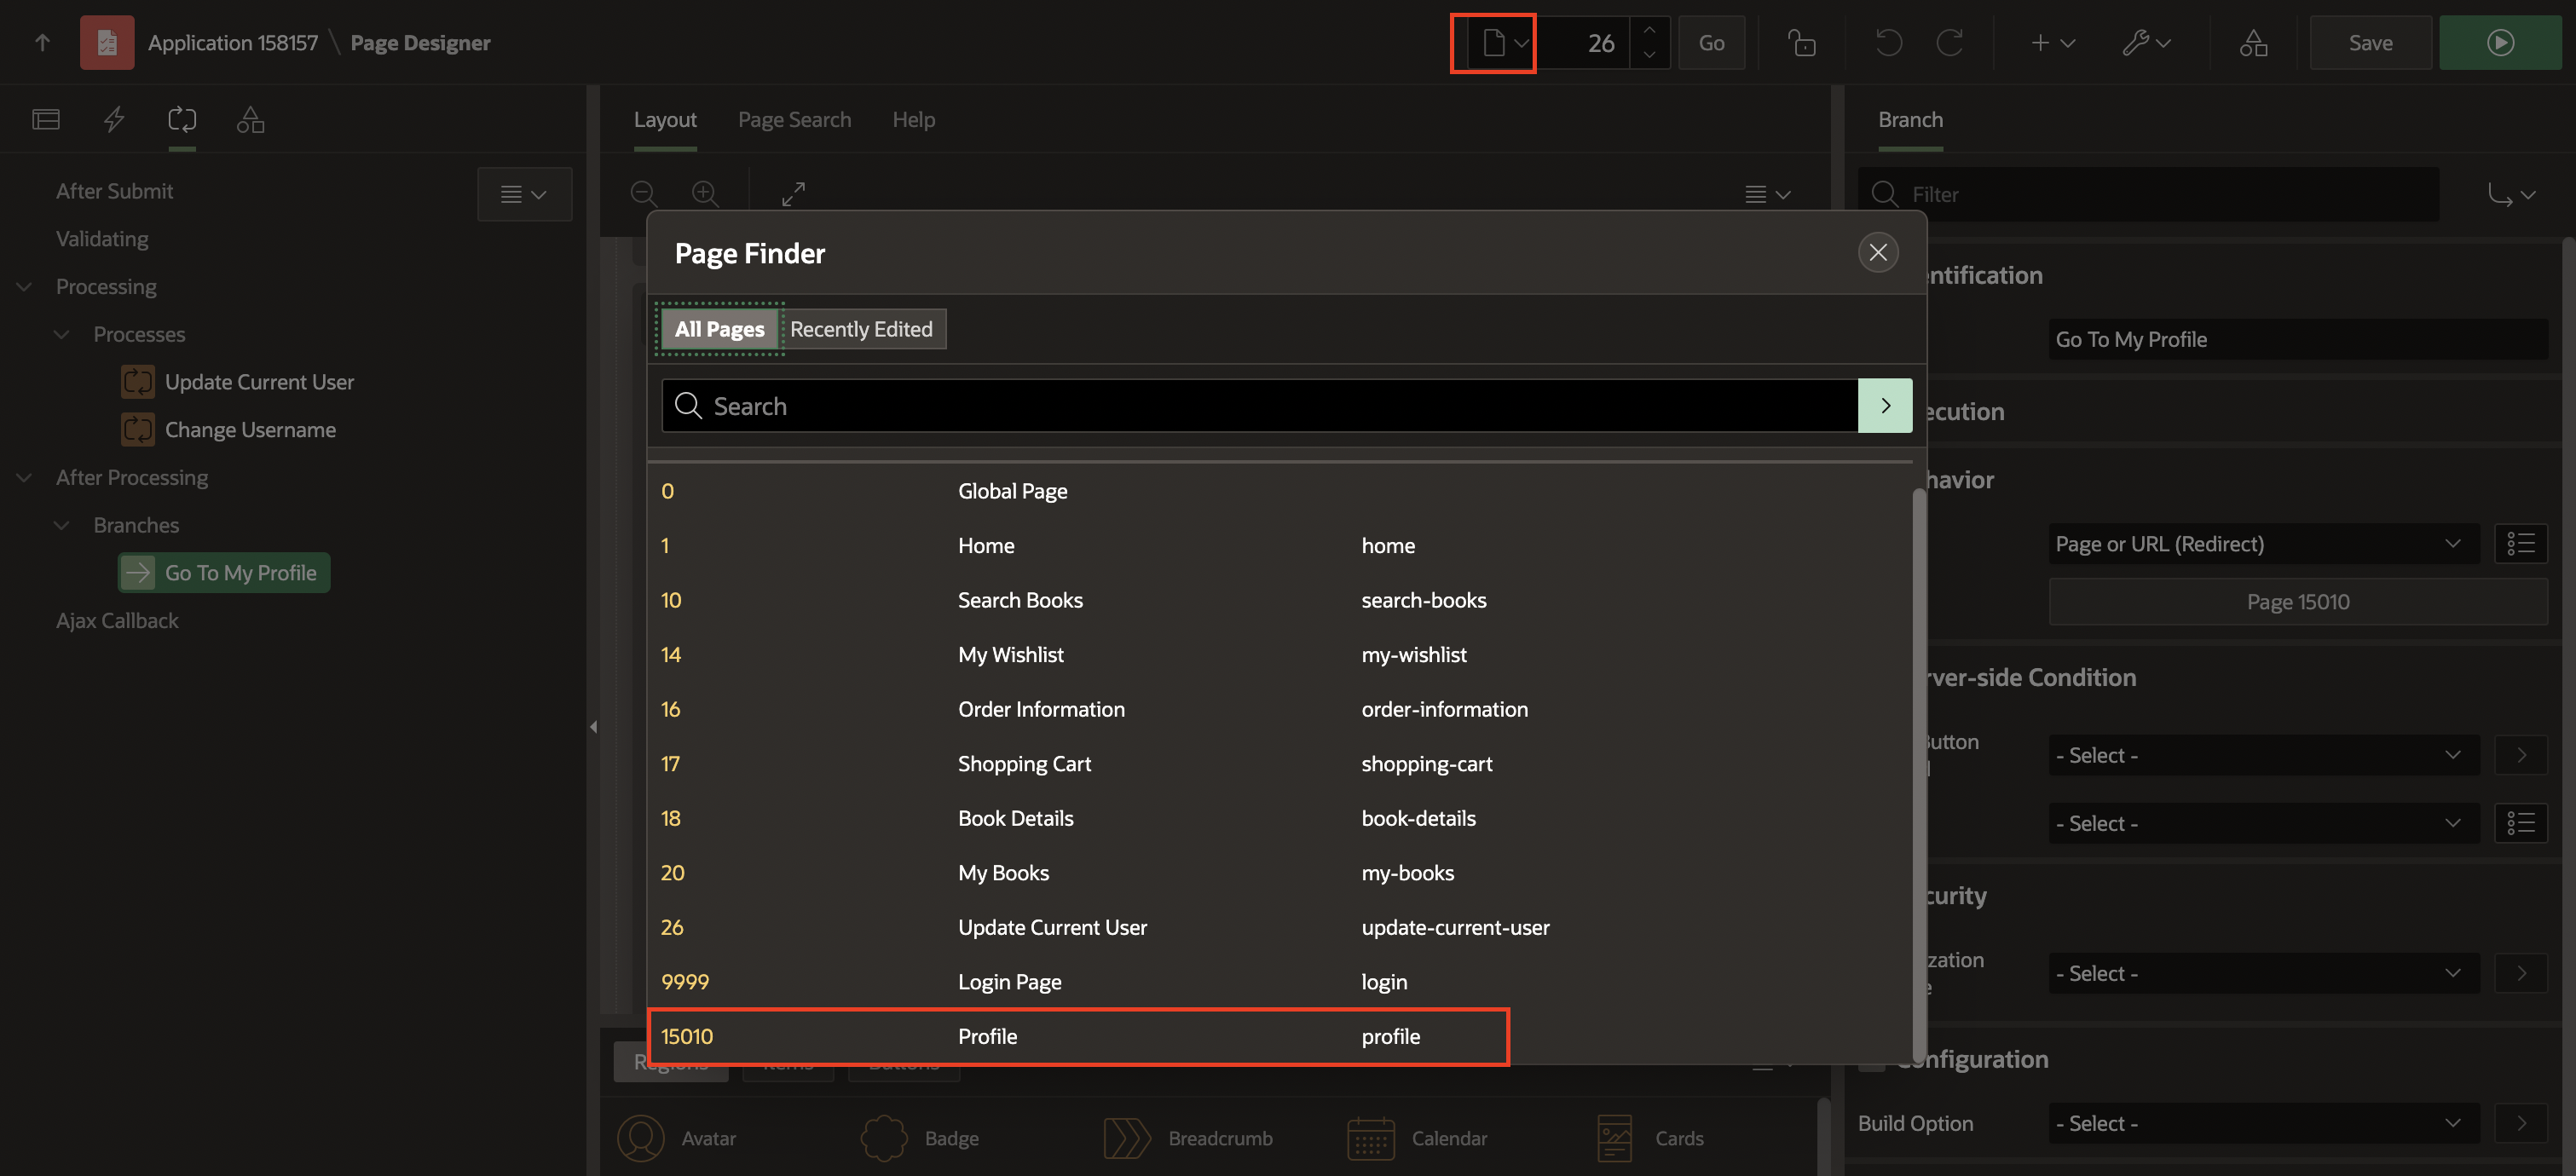 Application 158157 \ Page Designer
26
Go
Save
Layout
Page Search
Help
Branch
After Submit
Validating
Processing
Processes
Update Current User
Change Username
After Processing
Branches
Go To My Profile
Ajax Callback
Filter
Page Finder
All Pages
Recently Edited
Search
0 Global Page
1 Home home
10 Search Books search-books
14 My Wishlist my-wishlist
16 Order Information order-information
17 Shopping Cart shopping-cart
18 Book Details book-details
20 My Books my-books
26 Update Current User update-current-user
9999 Login Page login
15010 Profile profile
ntification
Go To My Profile
ecution
havior
Page or URL (Redirect)
Page 15010
rver-side Condition
Button
- Select -
- Select -
curity
ization
- Select -
Configuration
Build Option
- Select -
Regions
Items
Buttons
Avatar
Badge
Breadcrumb
Calendar
Cards